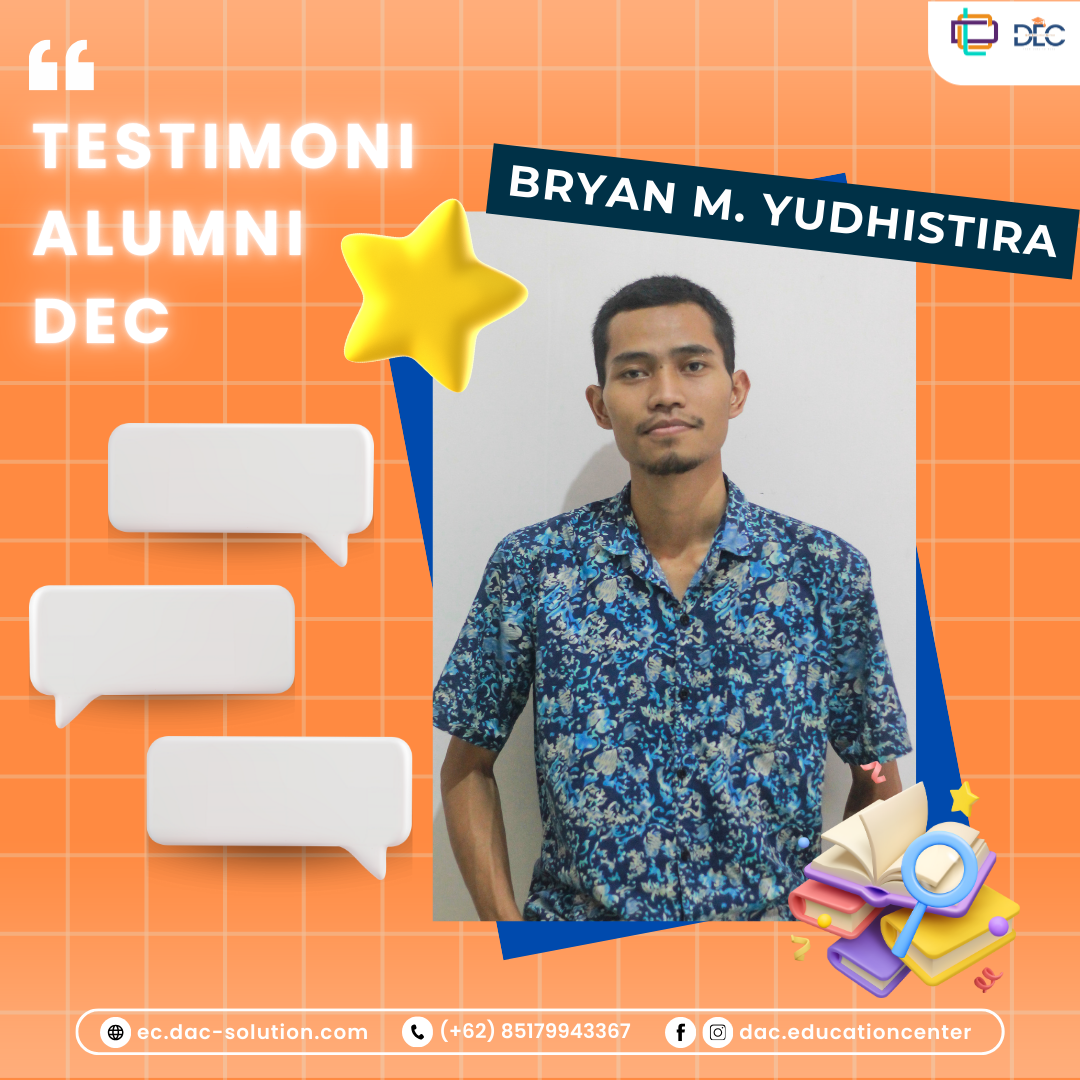 DEC
TESTIMONI
ALUMNI
DEC
BRYAN M. YUDHISTIRA
ec.dac-solution.com
(+62) 85179943367
dac.educationcenter